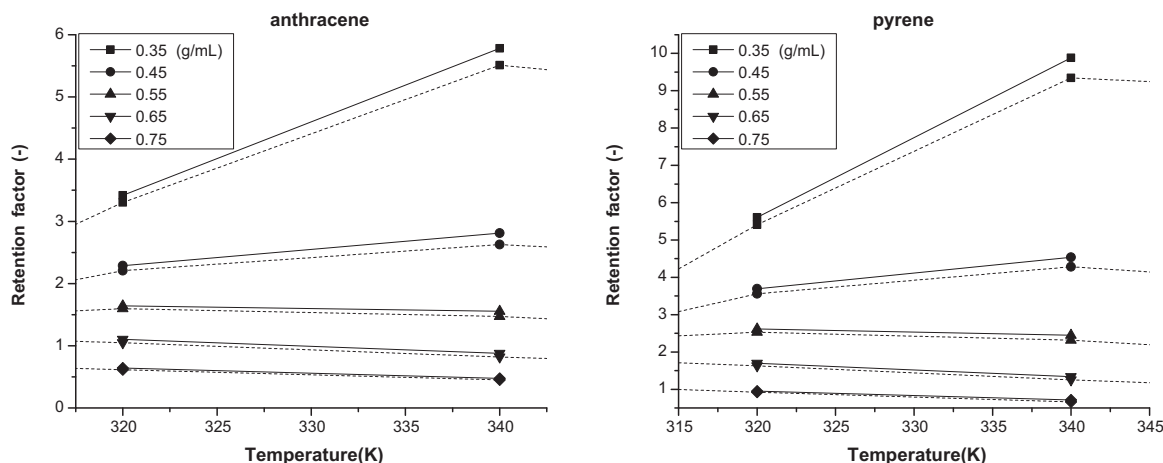 anthracene
0.35 (g/mL)
0.45
0.55
0.65
0.75
6
5
4
3
2
1
0
Retention factor (-)
320 325 330 335 340
Temperature(K)
pyrene
0.35 (g/mL)
0.45
0.55
0.65
0.75
10
9
8
7
6
5
4
3
2
1
Retention factor (-)
315 320 325 330 335 340 345
Temperature(K)